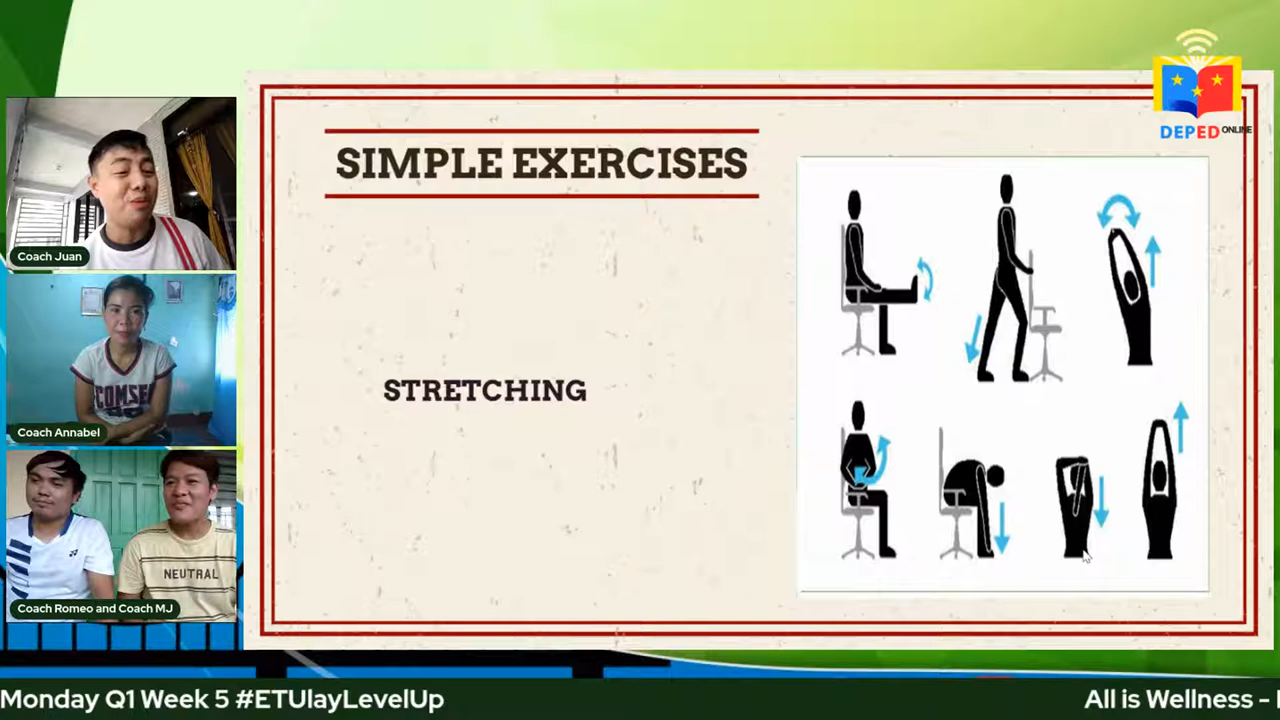 DEPED ONLINE
SIMPLE EXERCISES
STRETCHING
Coach Juan
COMSE
Coach Annabel
NEUTRAL
Coach Romeo and Coach MJ
Monday Q1 Week 5 #ETUlayLevelUp
All is Wellness -